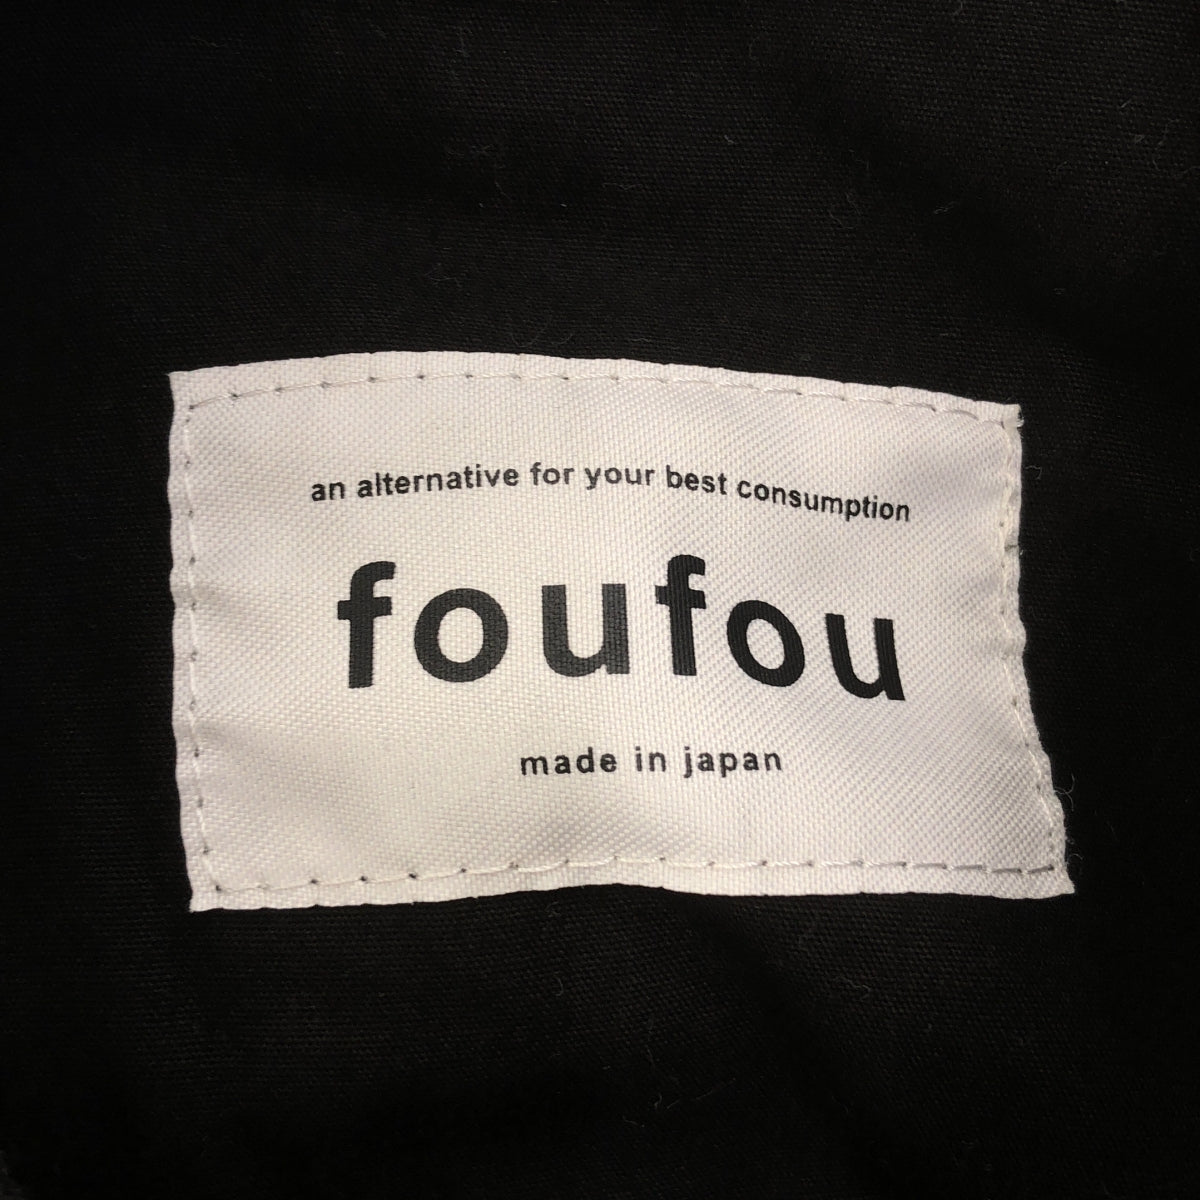 an alternative for your best consumption
foufou
made in japan